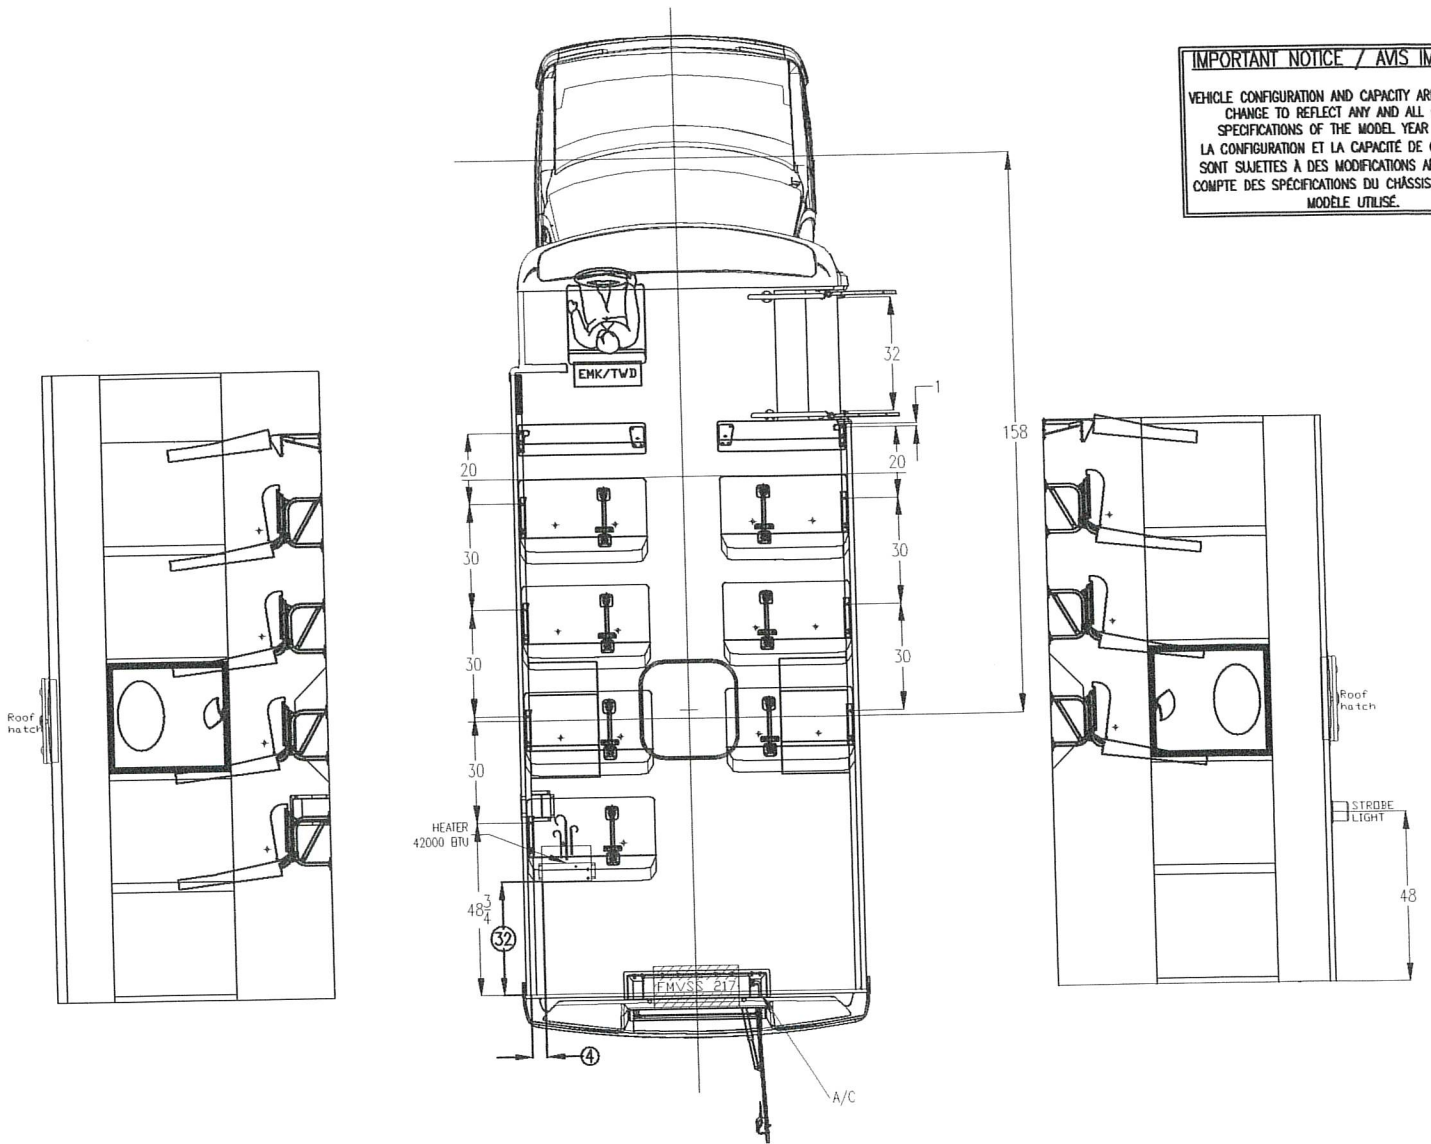 IMPORTANT NOTICE / AVIS IM
VEHICLE CONFIGURATION AND CAPACITY AR
CHANGE TO REFLECT ANY AND ALL
SPECIFICATIONS OF THE MODEL YEAR
LA CONFIGURATION ET LA CAPACITÉ DE
SONT SUJETTES À DES MODIFICATIONS
COMPTE DES SPÉCIFICATIONS DU CHÂSSIS
MODÈLE UTILISÉ.
EMK/TWD
32
1
158
20
20
30
30
30
30
30
Roof
hatch
Roof
hatch
STROBE
LIGHT
HEATER
42000 BTU
48
48 3/4
32
FMVSS 217
4
A/C